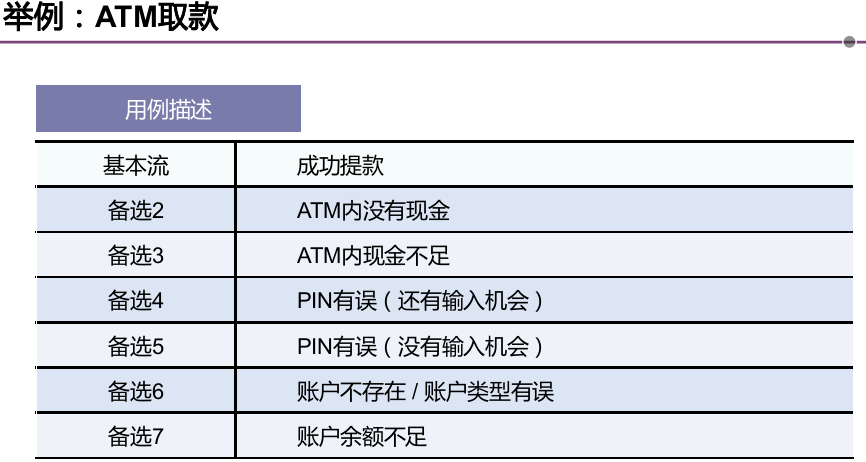 举例：ATM取款
用例描述
基本流 成功提款
备选2 ATM内没有现金
备选3 ATM内现金不足
备选4 PIN有误（还有输入机会）
备选5 PIN有误（没有输入机会）
备选6 账户不存在 / 账户类型有误
备选7 账户余额不足